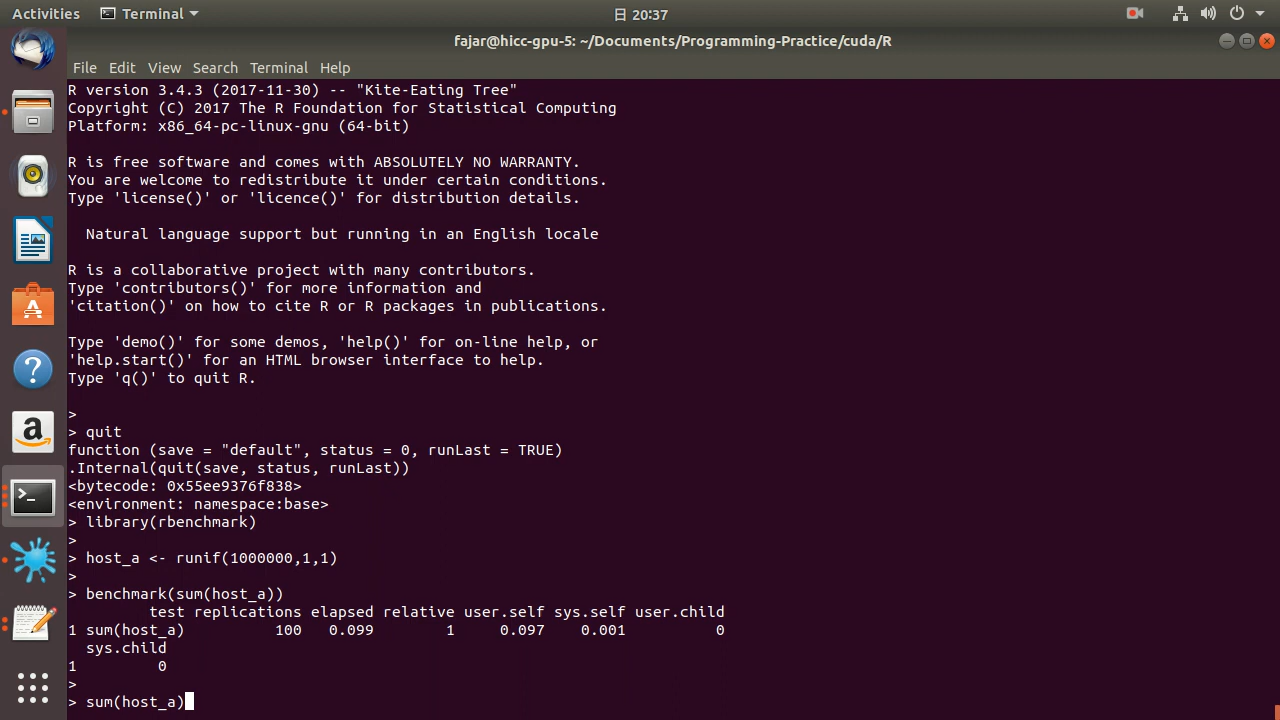 Activities Terminal 日 20:37
fajar@hicc-gpu-5: ~/Documents/Programming-Practice/cuda/R
File Edit View Search Terminal Help
R version 3.4.3 (2017-11-30) -- "Kite-Eating Tree"
Copyright (C) 2017 The R Foundation for Statistical Computing
Platform: x86_64-pc-linux-gnu (64-bit)
R is free software and comes with ABSOLUTELY NO WARRANTY.
You are welcome to redistribute it under certain conditions.
Type 'license()' or 'licence()' for distribution details.
Natural language support but running in an English locale
R is a collaborative project with many contributors.
Type 'contributors()' for more information and
'citation()' on how to cite R or R packages in publications.
Type 'demo()' for some demos, 'help()' for on-line help, or
'help.start()' for an HTML browser interface to help.
Type 'q()' to quit R.
>
> quit
function (save = "default", status = 0, runLast = TRUE)
.Internal(quit(save, status, runLast))
<bytecode: 0x55ee9376f838>
<environment: namespace:base>
> library(rbenchmark)
>
> host_a <- runif(1000000,1,1)
>
> benchmark(sum(host_a))
test replications elapsed relative user.self sys.self user.child
1 sum(host_a) 100 0.099 1 0.097 0.001 0
sys.child
1 0
>
> sum(host_a)